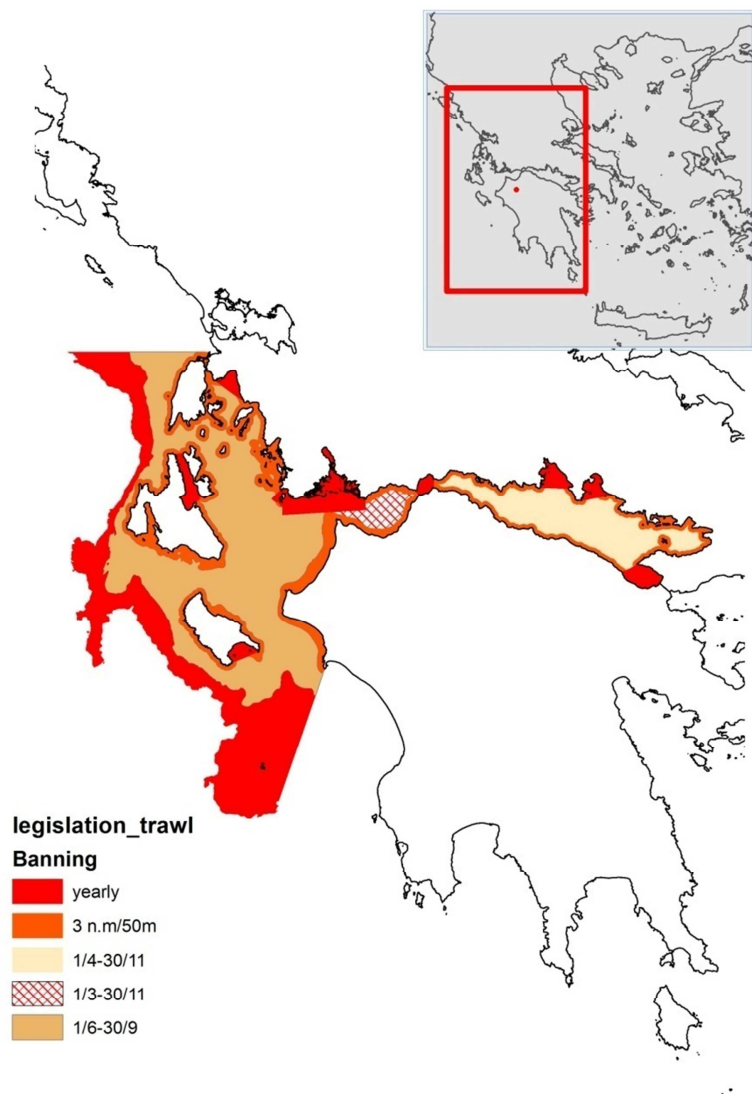 legislation_trawl
Banning
yearly
3 n.m/50m
1/4-30/11
1/3-30/11
1/6-30/9